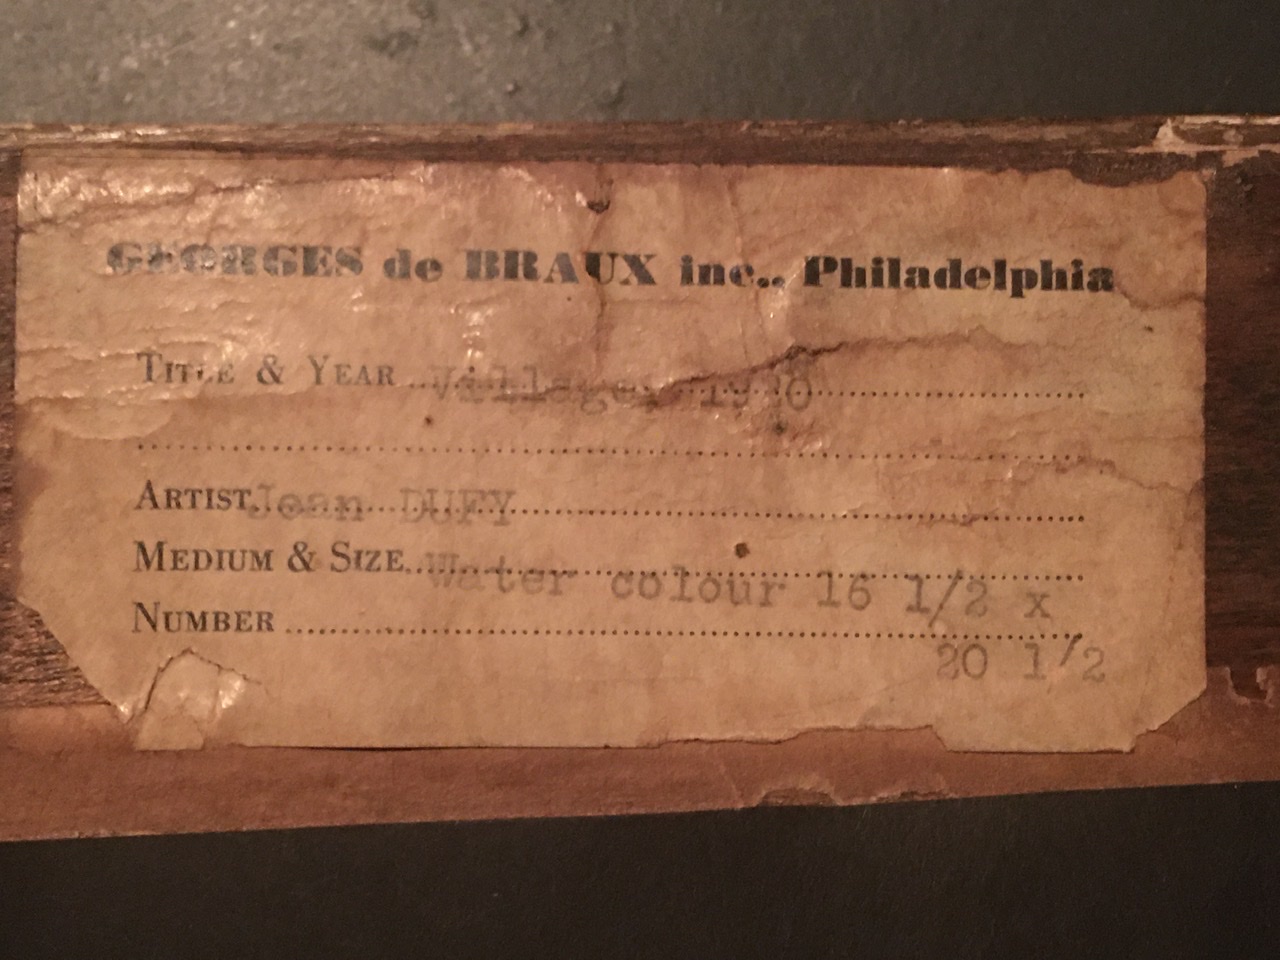 GEORGES de BRAUX inc., Philadelphia
TITLE & YEAR Village,
ARTIST Jean DUFY
MEDIUM & SIZE Water colour 16 1/2 x
20 1/2
NUMBER